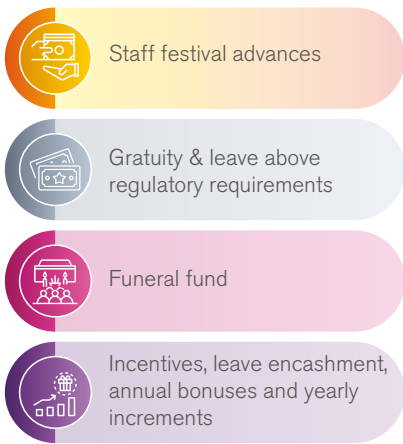 Staff festival advances
Gratuity & leave above
regulatory requirements
Funeral fund
Incentives, leave encashment,
annual bonuses and yearly
increments